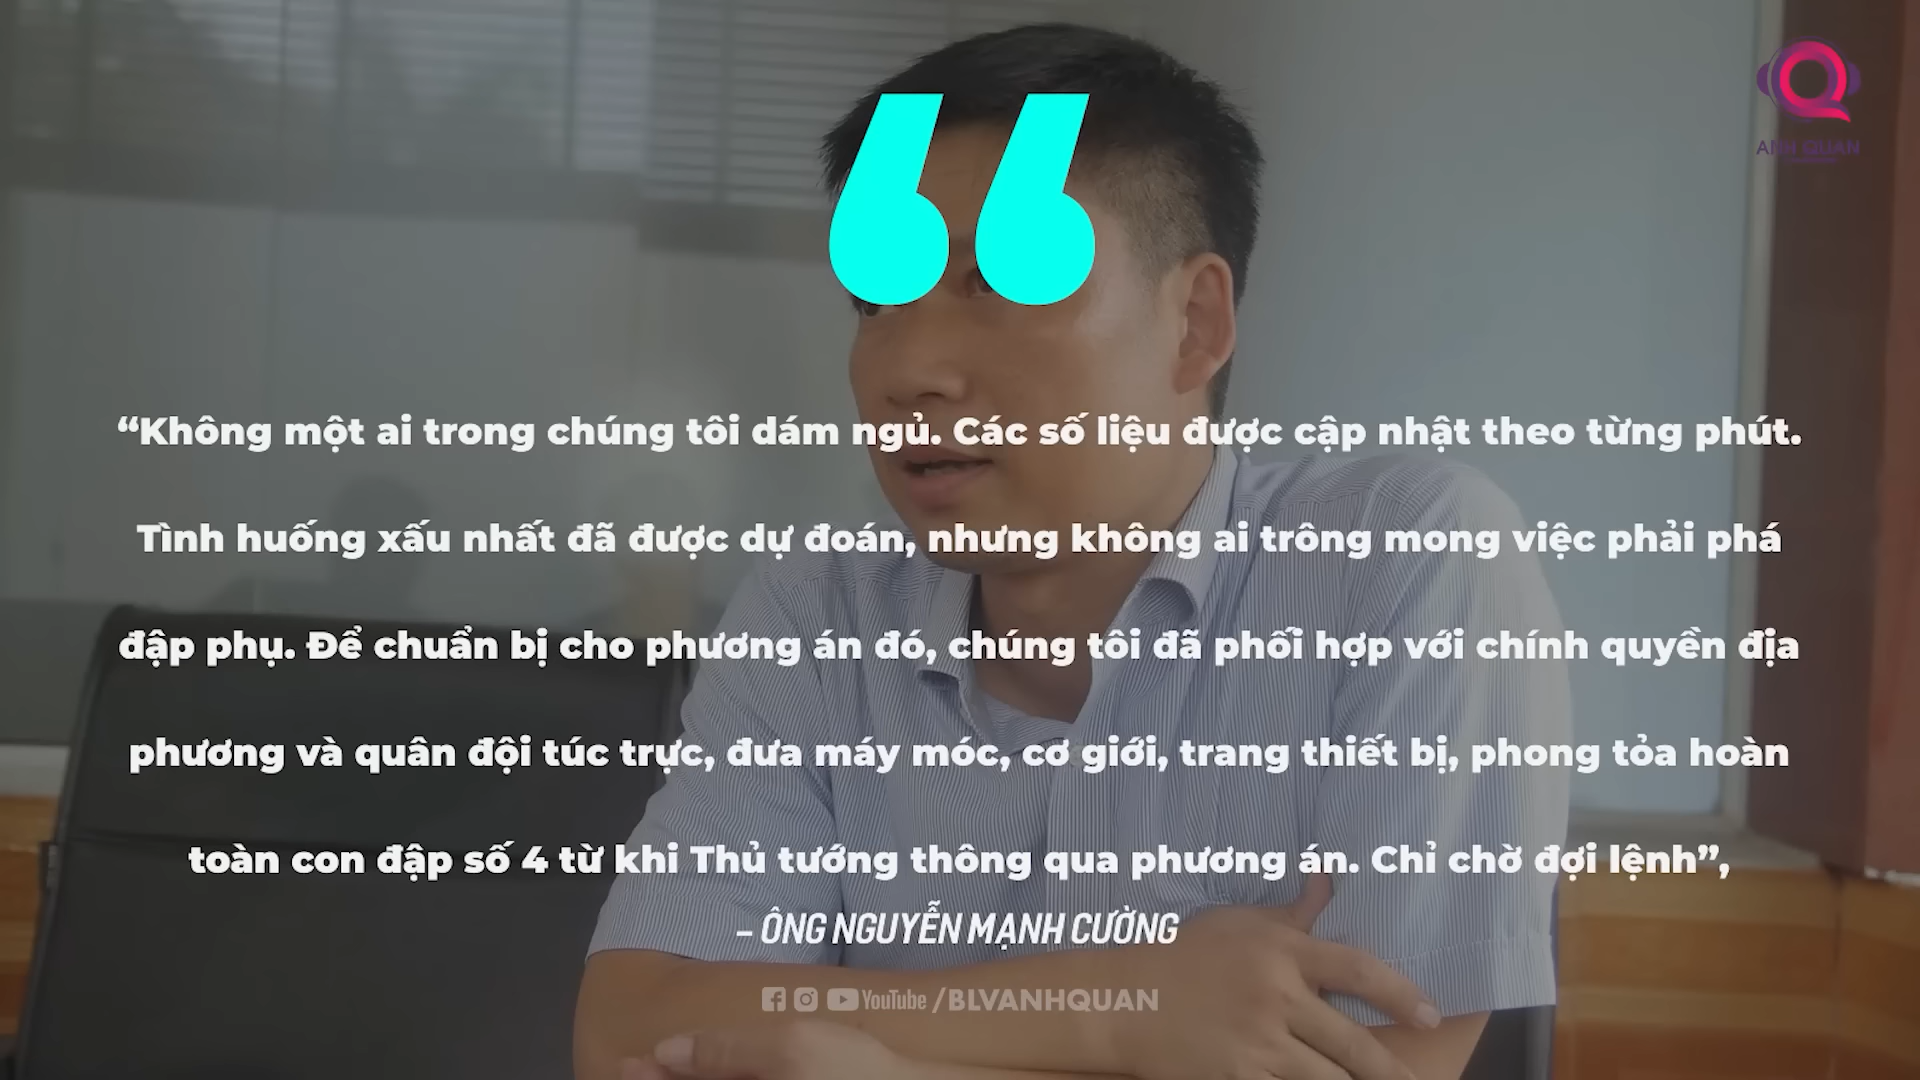 ANH QUAN
“Không một ai trong chúng tôi dám ngủ. Các số liệu được cập nhật theo từng phút.
Tình huống xấu nhất đã được dự đoán, nhưng không ai trông mong việc phải phá
đập phụ. Để chuẩn bị cho phương án đó, chúng tôi đã phối hợp với chính quyền địa
phương và quân đội túc trực, đưa máy móc, cơ giới, trang thiết bị, phong tỏa hoàn
toàn con đập số 4 từ khi Thủ tướng thông qua phương án. Chỉ chờ đợi lệnh”,
– ÔNG NGUYỄN MẠNH CƯỜNG
YouTube /BLVANHQUAN